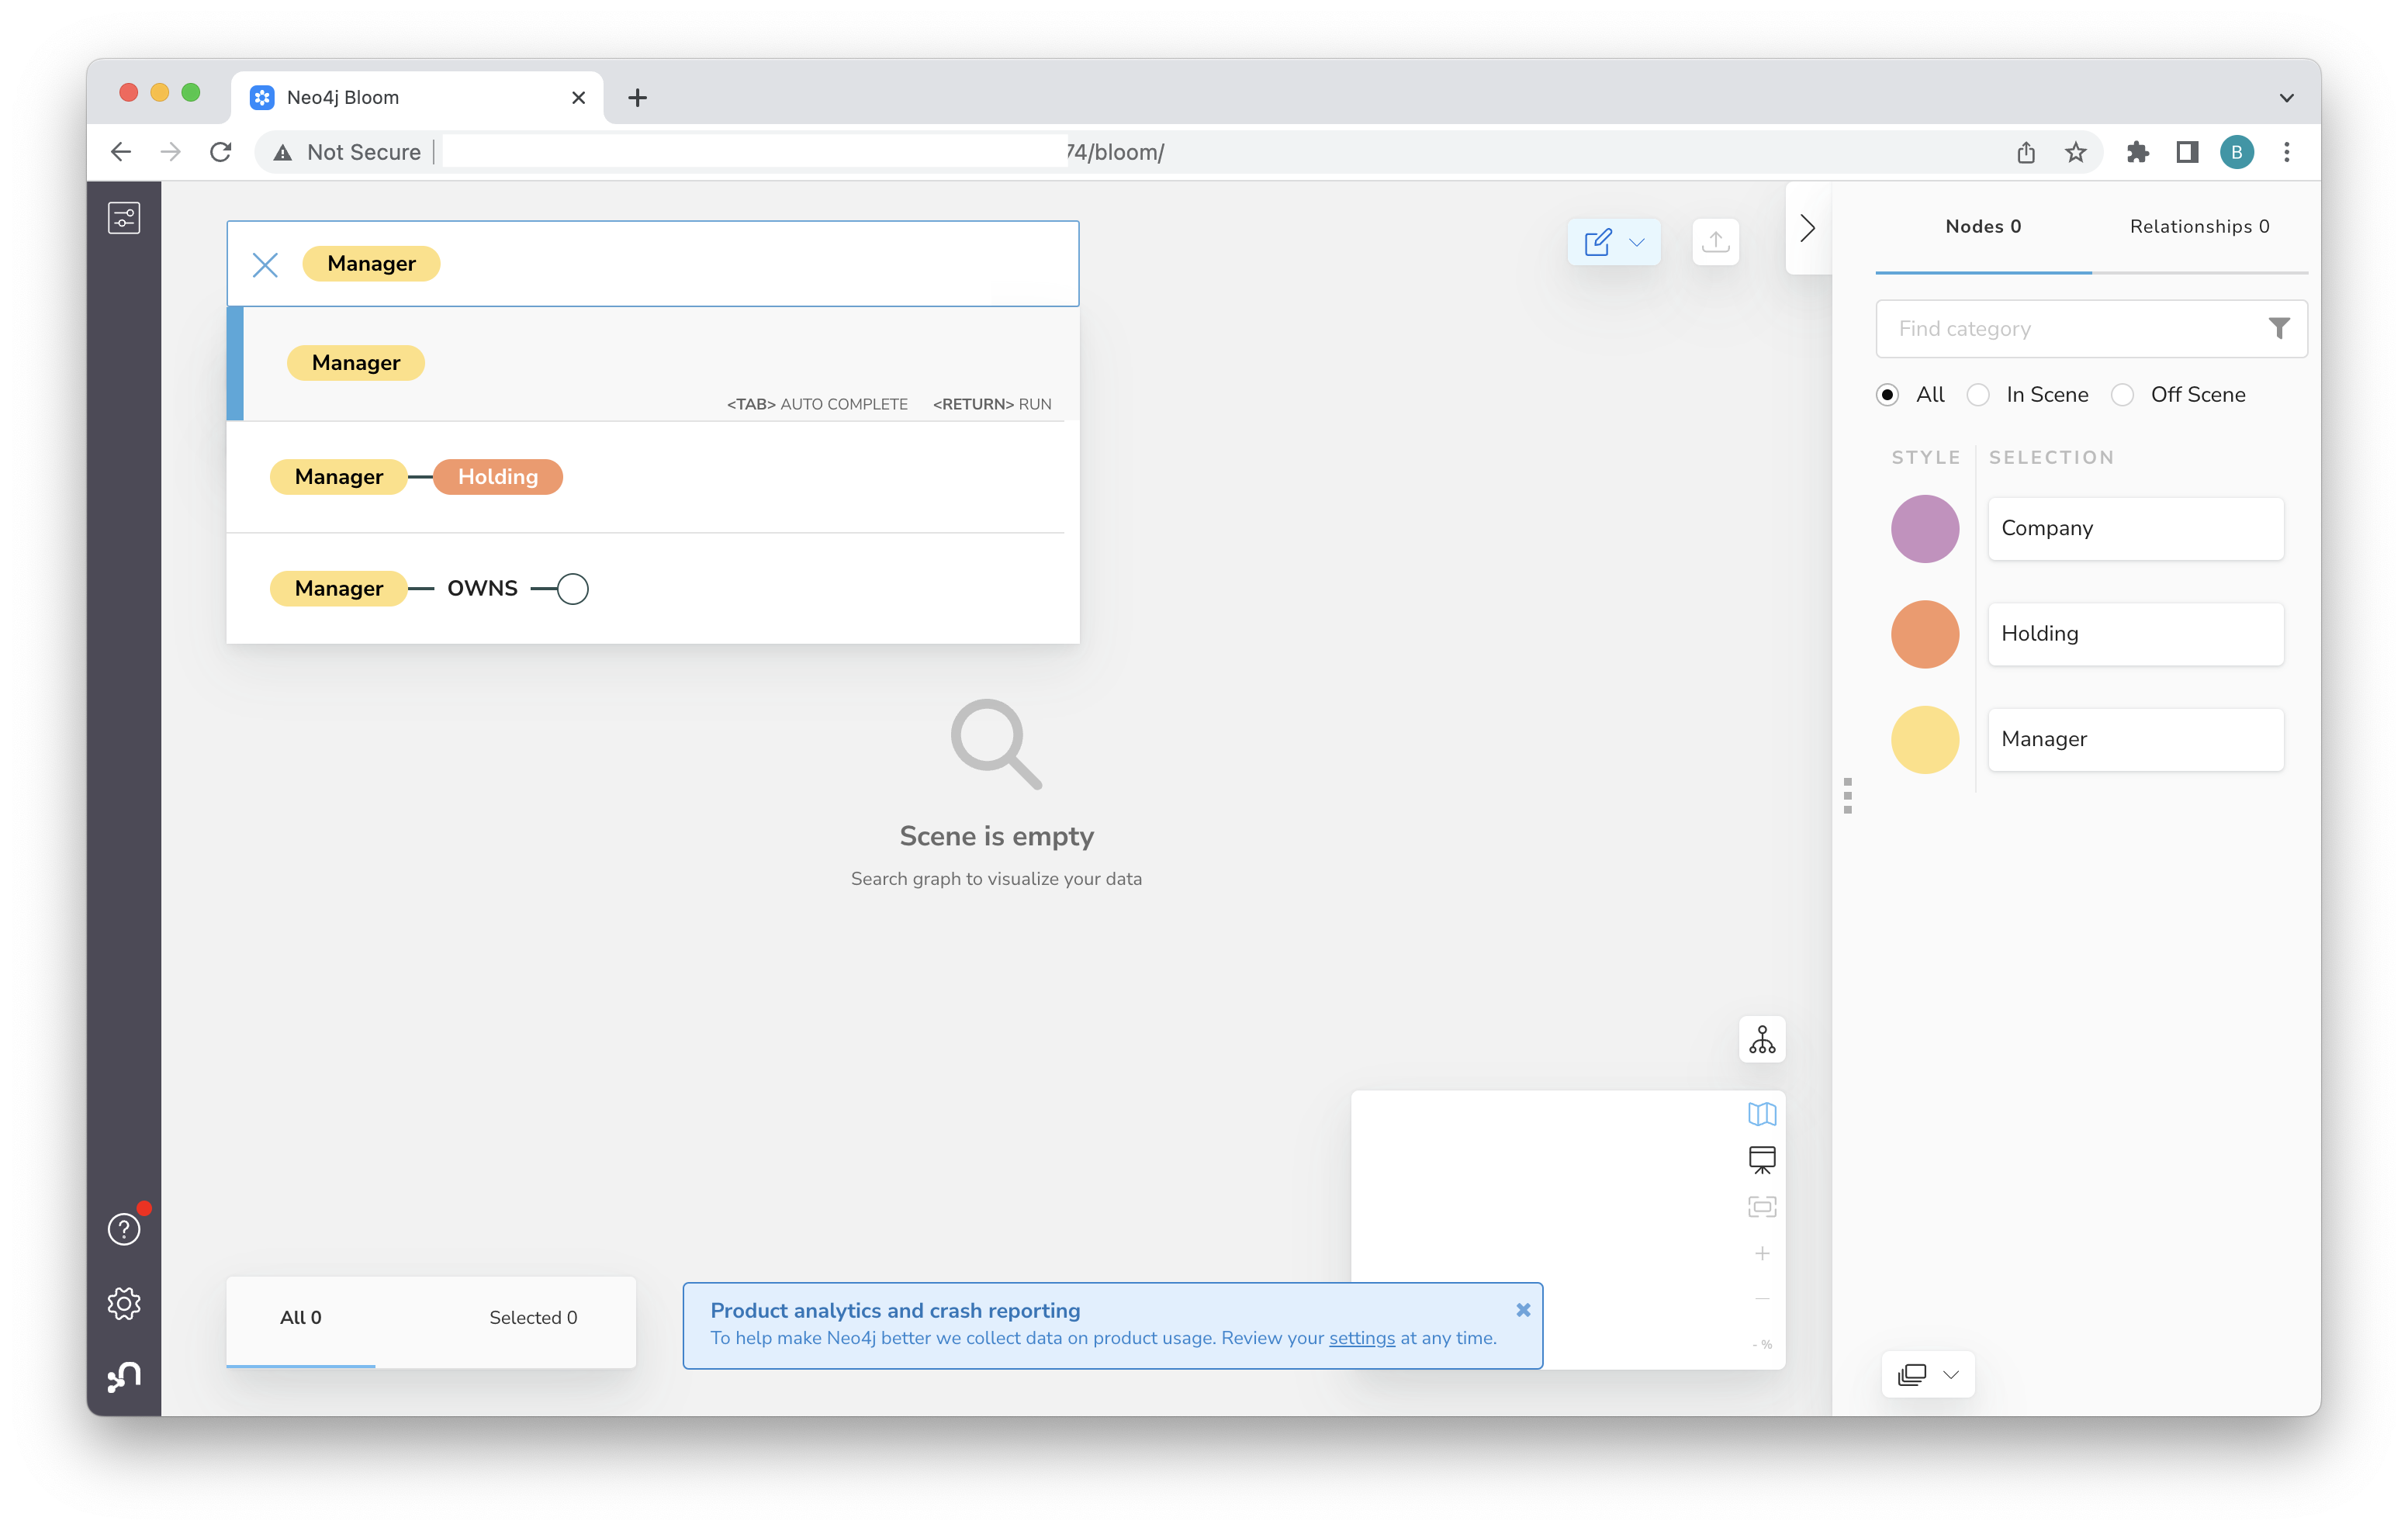 Neo4j Bloom
Not Secure
74/bloom/
B
Manager
Manager
<TAB> AUTO COMPLETE <RETURN> RUN
Manager Holding
Manager OWNS
Scene is empty
Search graph to visualize your data
Nodes 0 Relationships 0
Find category
All In Scene Off Scene
STYLE SELECTION
Company
Holding
Manager
All 0 Selected 0
Product analytics and crash reporting
To help make Neo4j better we collect data on product usage. Review your settings at any time.
- %